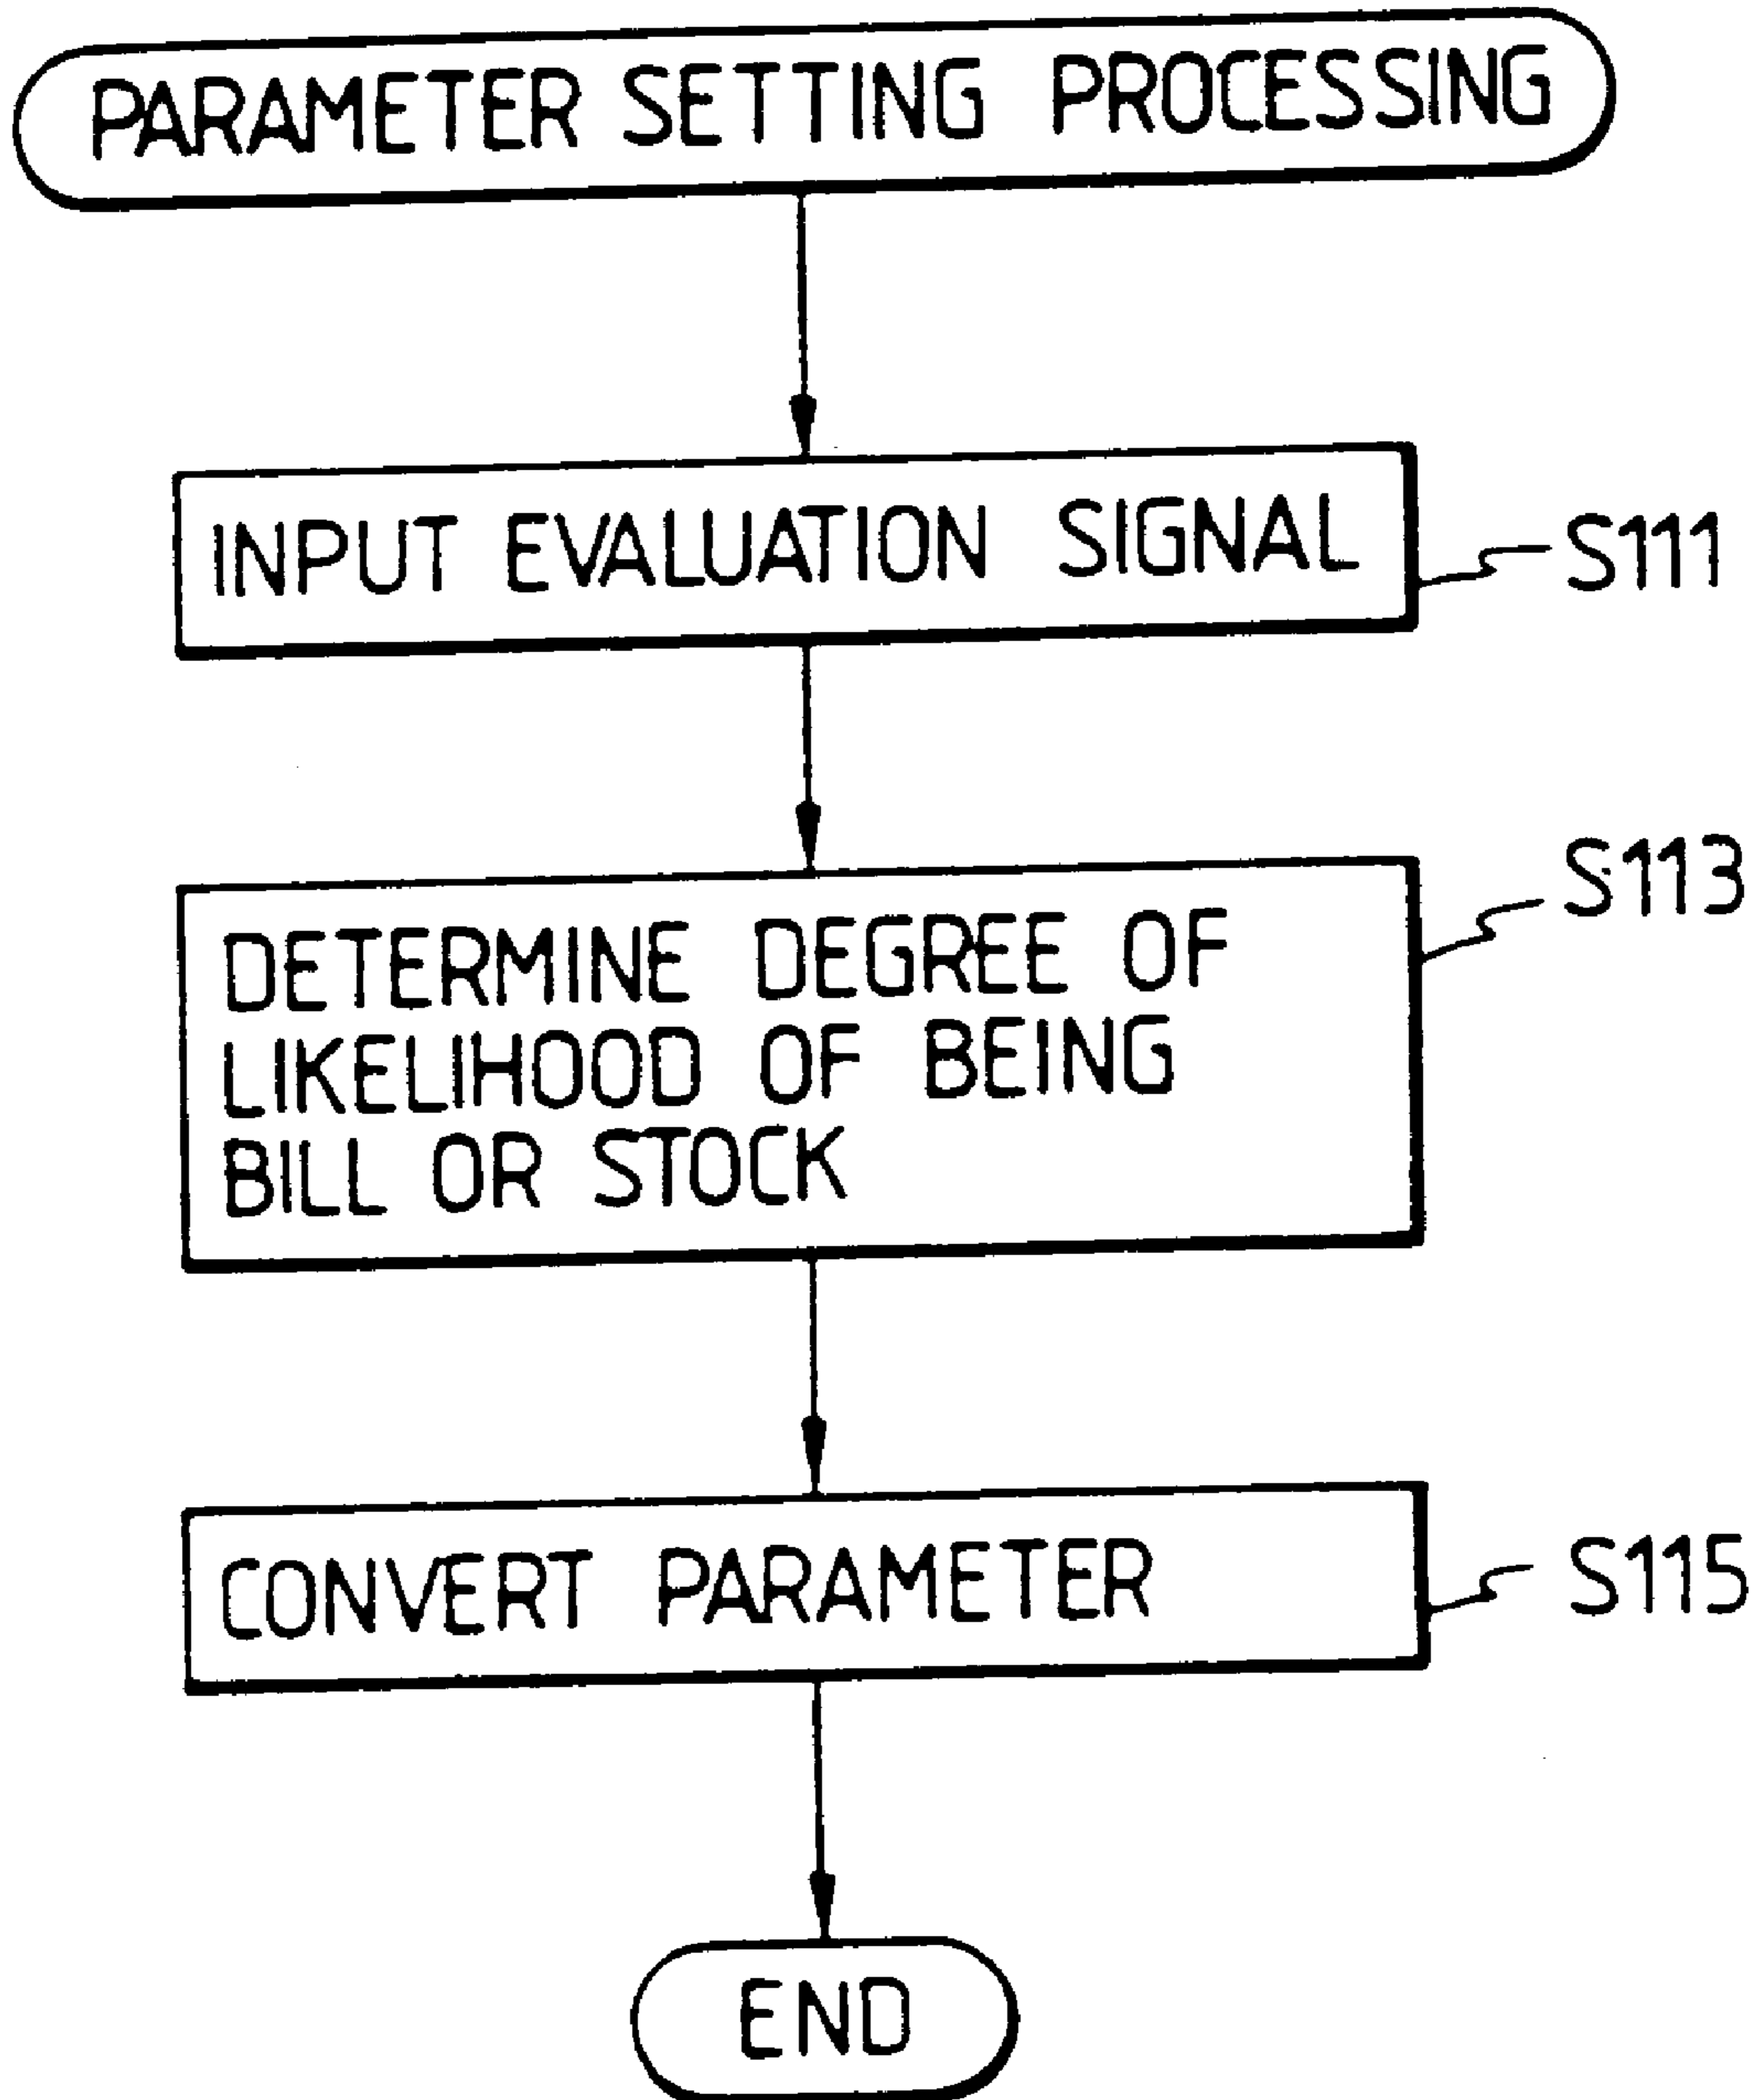 PARAMETER SETTING PROCESSING
INPUT EVALUATION SIGNAL
S111
S113
DETERMINE DEGREE OF
LIKELIHOOD OF BEING
BILL OR STOCK
CONVERT PARAMETER
S115
END